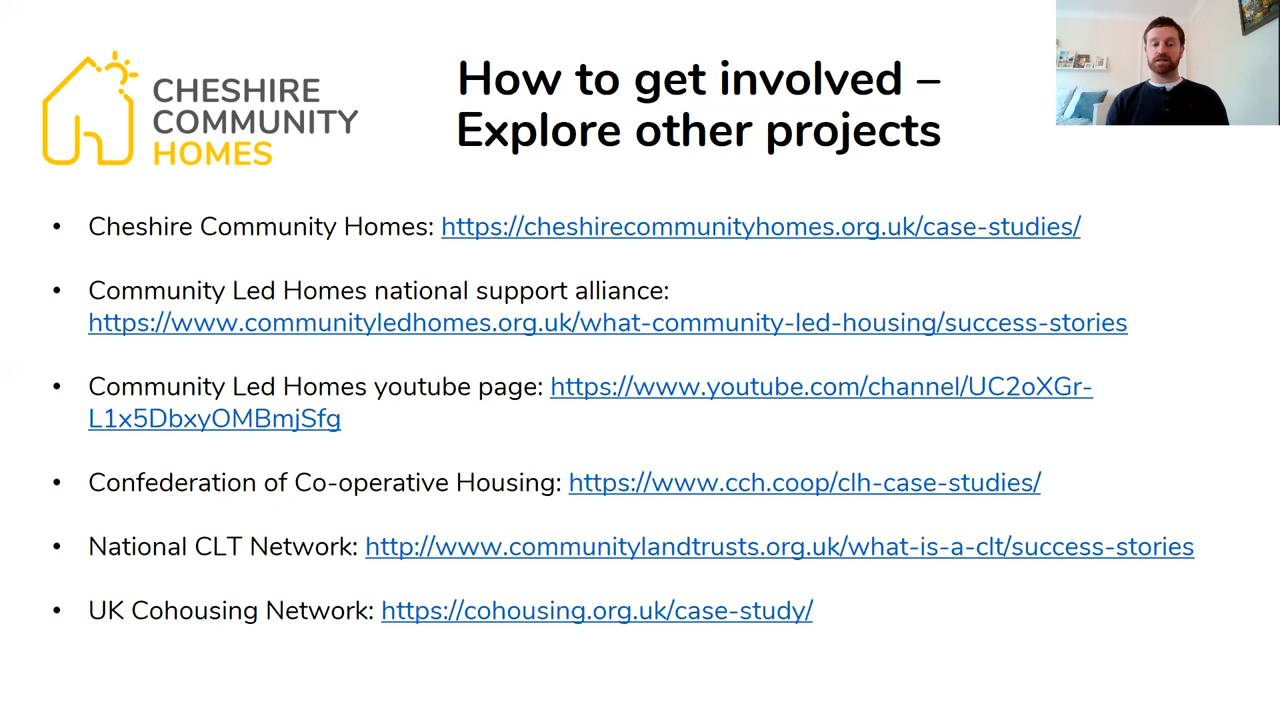 CHESHIRE
COMMUNITY
HOMES
How to get involved –
Explore other projects
• Cheshire Community Homes: https://cheshirecommunityhomes.org.uk/case-studies/
• Community Led Homes national support alliance:
https://www.communityledhomes.org.uk/what-community-led-housing/success-stories
• Community Led Homes youtube page: https://www.youtube.com/channel/UC2oXGr-
L1x5DbxyOMBmjSfg
• Confederation of Co-operative Housing: https://www.cch.coop/clh-case-studies/
• National CLT Network: http://www.communitylandtrusts.org.uk/what-is-a-clt/success-stories
• UK Cohousing Network: https://cohousing.org.uk/case-study/